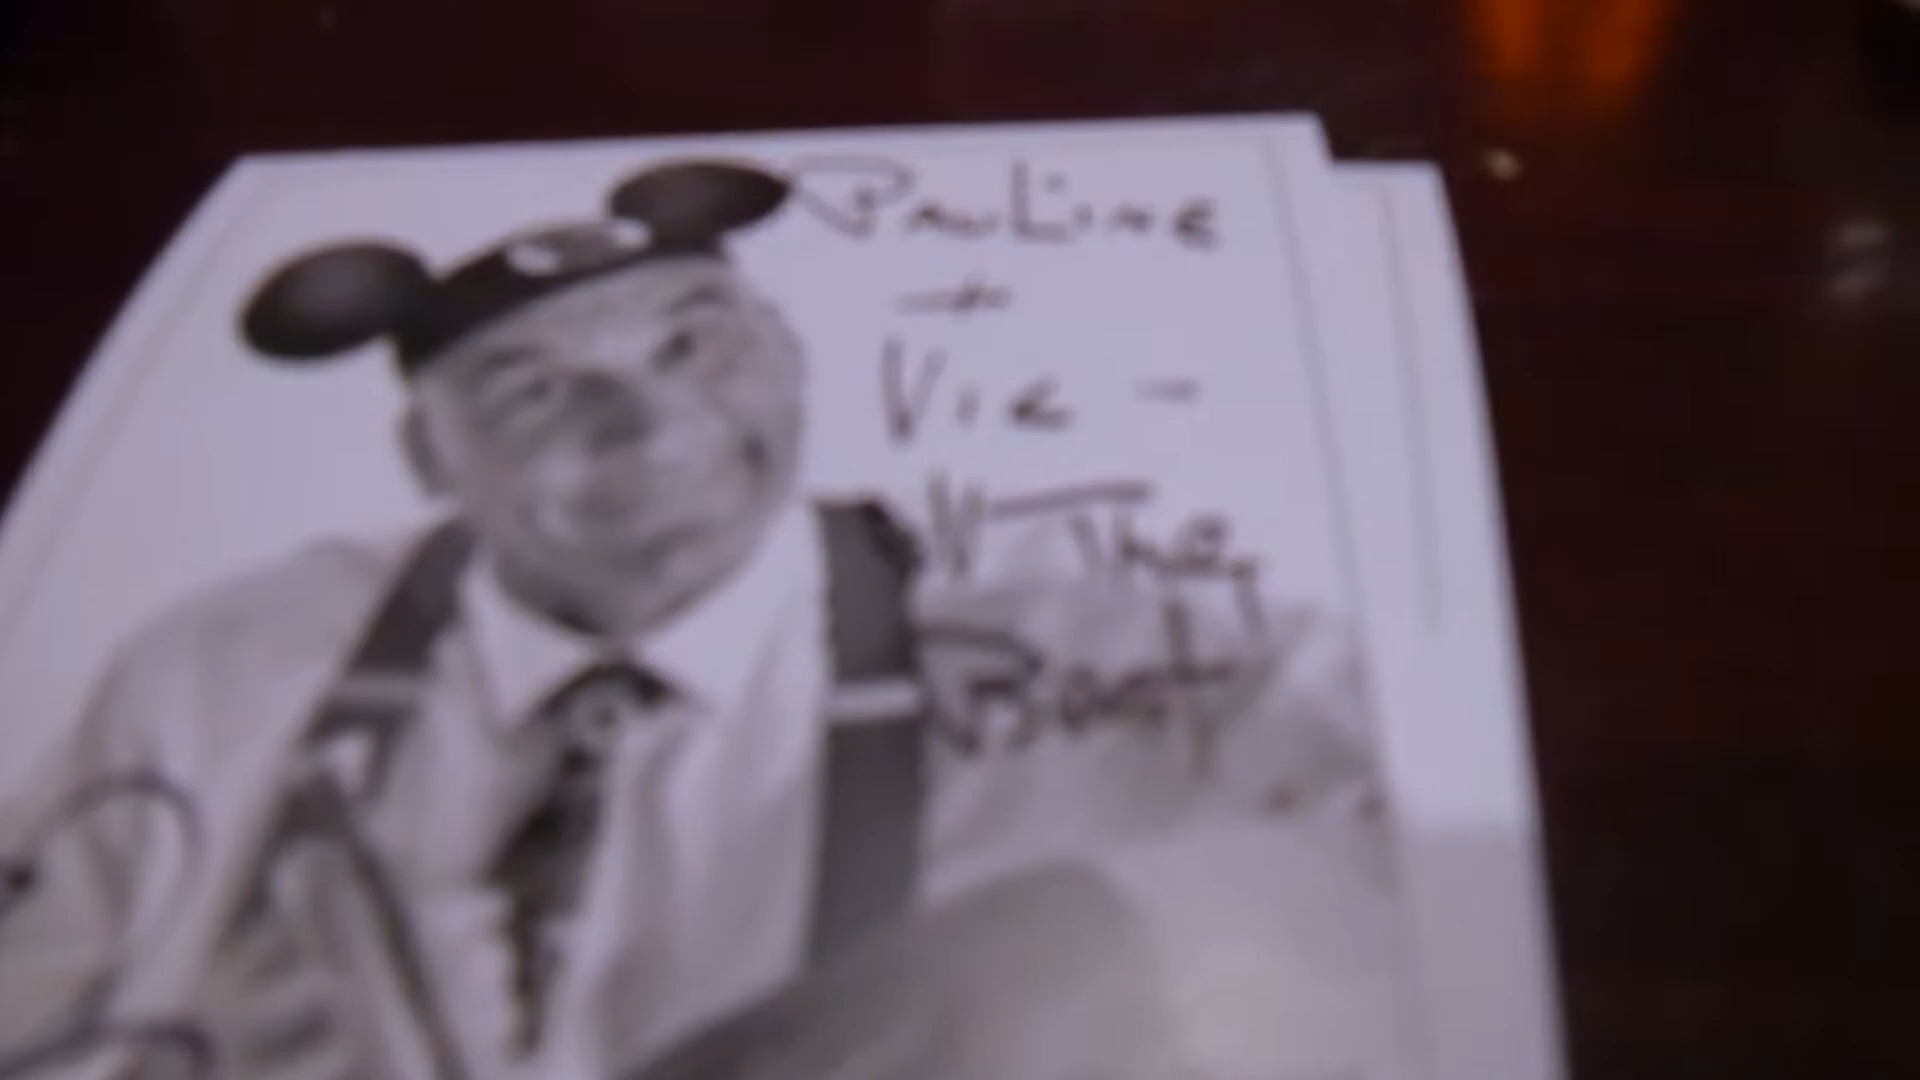 Pauline
+
Vic -
W/ The
Best